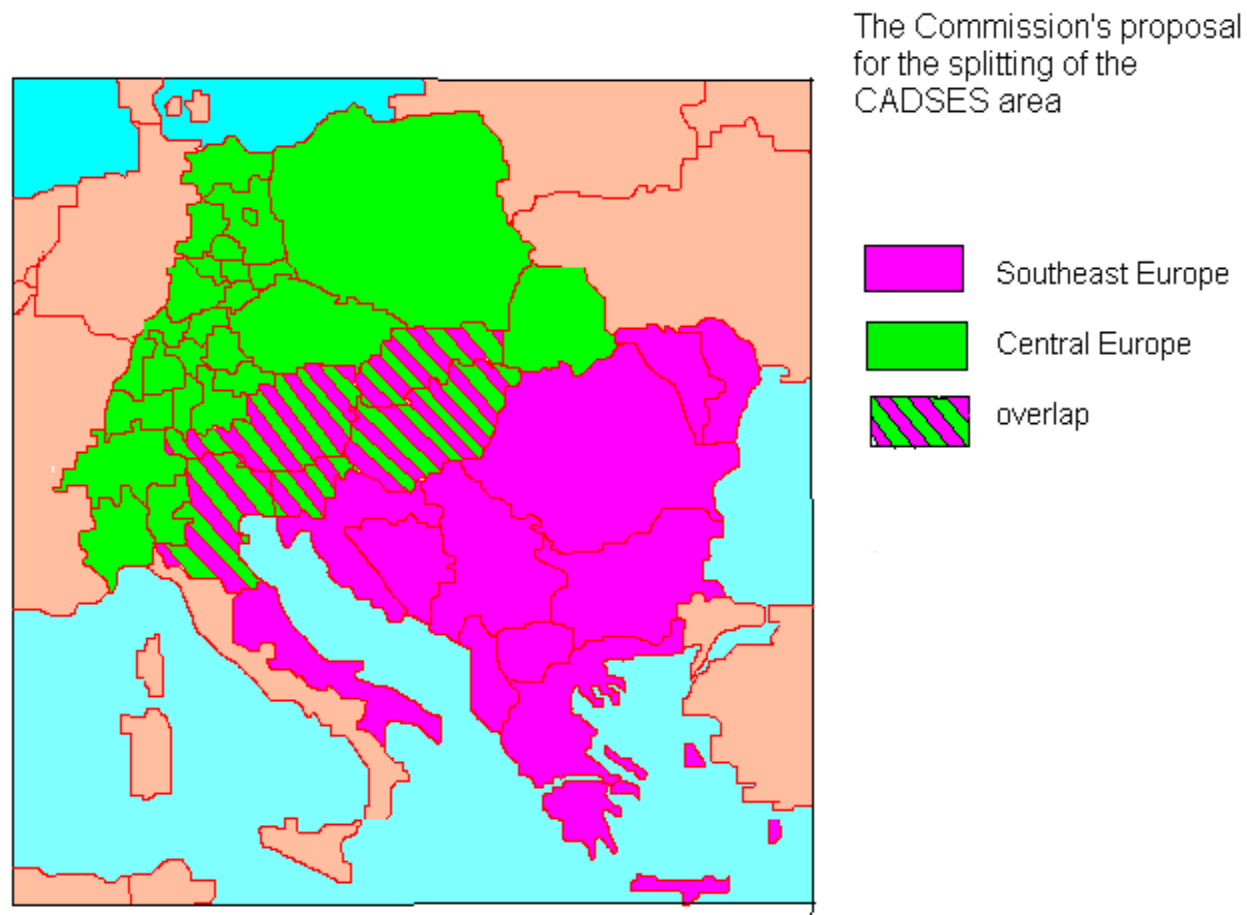 The Commission's proposal
for the splitting of the
CADSES area
Southeast Europe
Central Europe
overlap